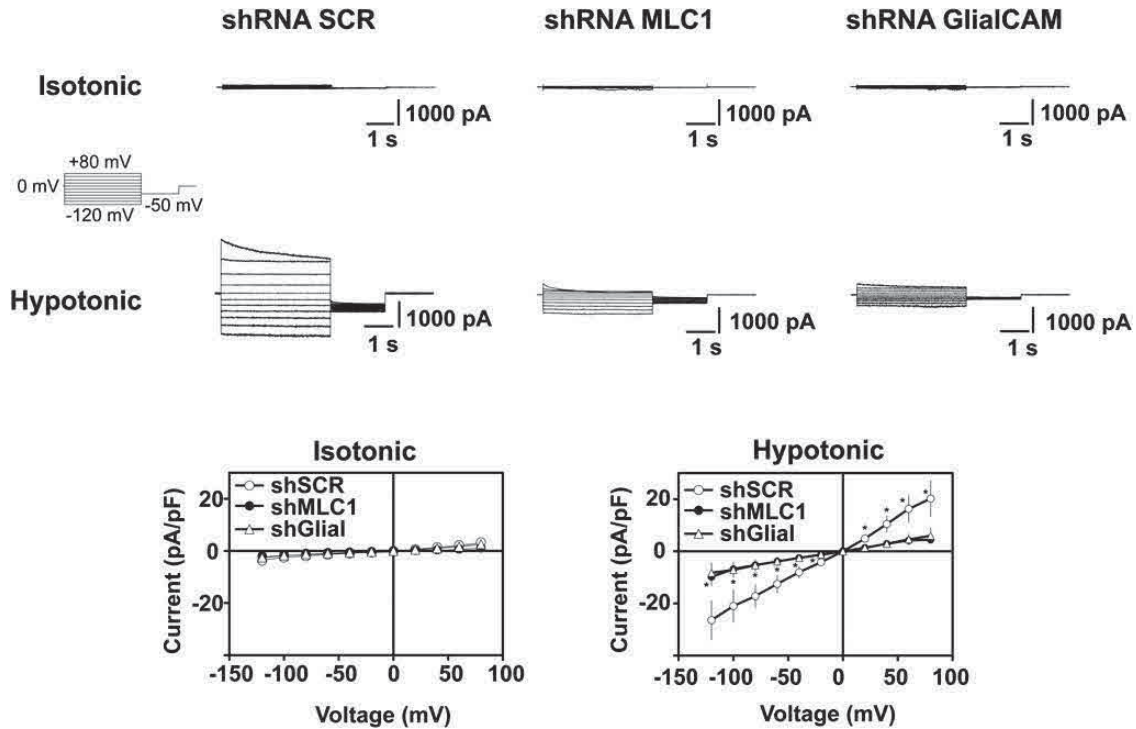 shRNA SCR shRNA MLC1 shRNA GlialCAM
Isotonic
1000 pA 1000 pA 1000 pA
1 s 1 s 1 s
+80 mV
0 mV
-120 mV -50 mV
Hypotonic
1000 pA 1000 pA 1000 pA
1 s 1 s 1 s
Isotonic
Current (pA/pF)
20
0
-20
shSCR
shMLC1
shGlial
-150 -100 -50 0 50 100
Voltage (mV)
Hypotonic
Current (pA/pF)
20
0
-20
shSCR
shMLC1
shGlial
* * * *
* * * * * *
-150 -100 -50 0 50 100
Voltage (mV)